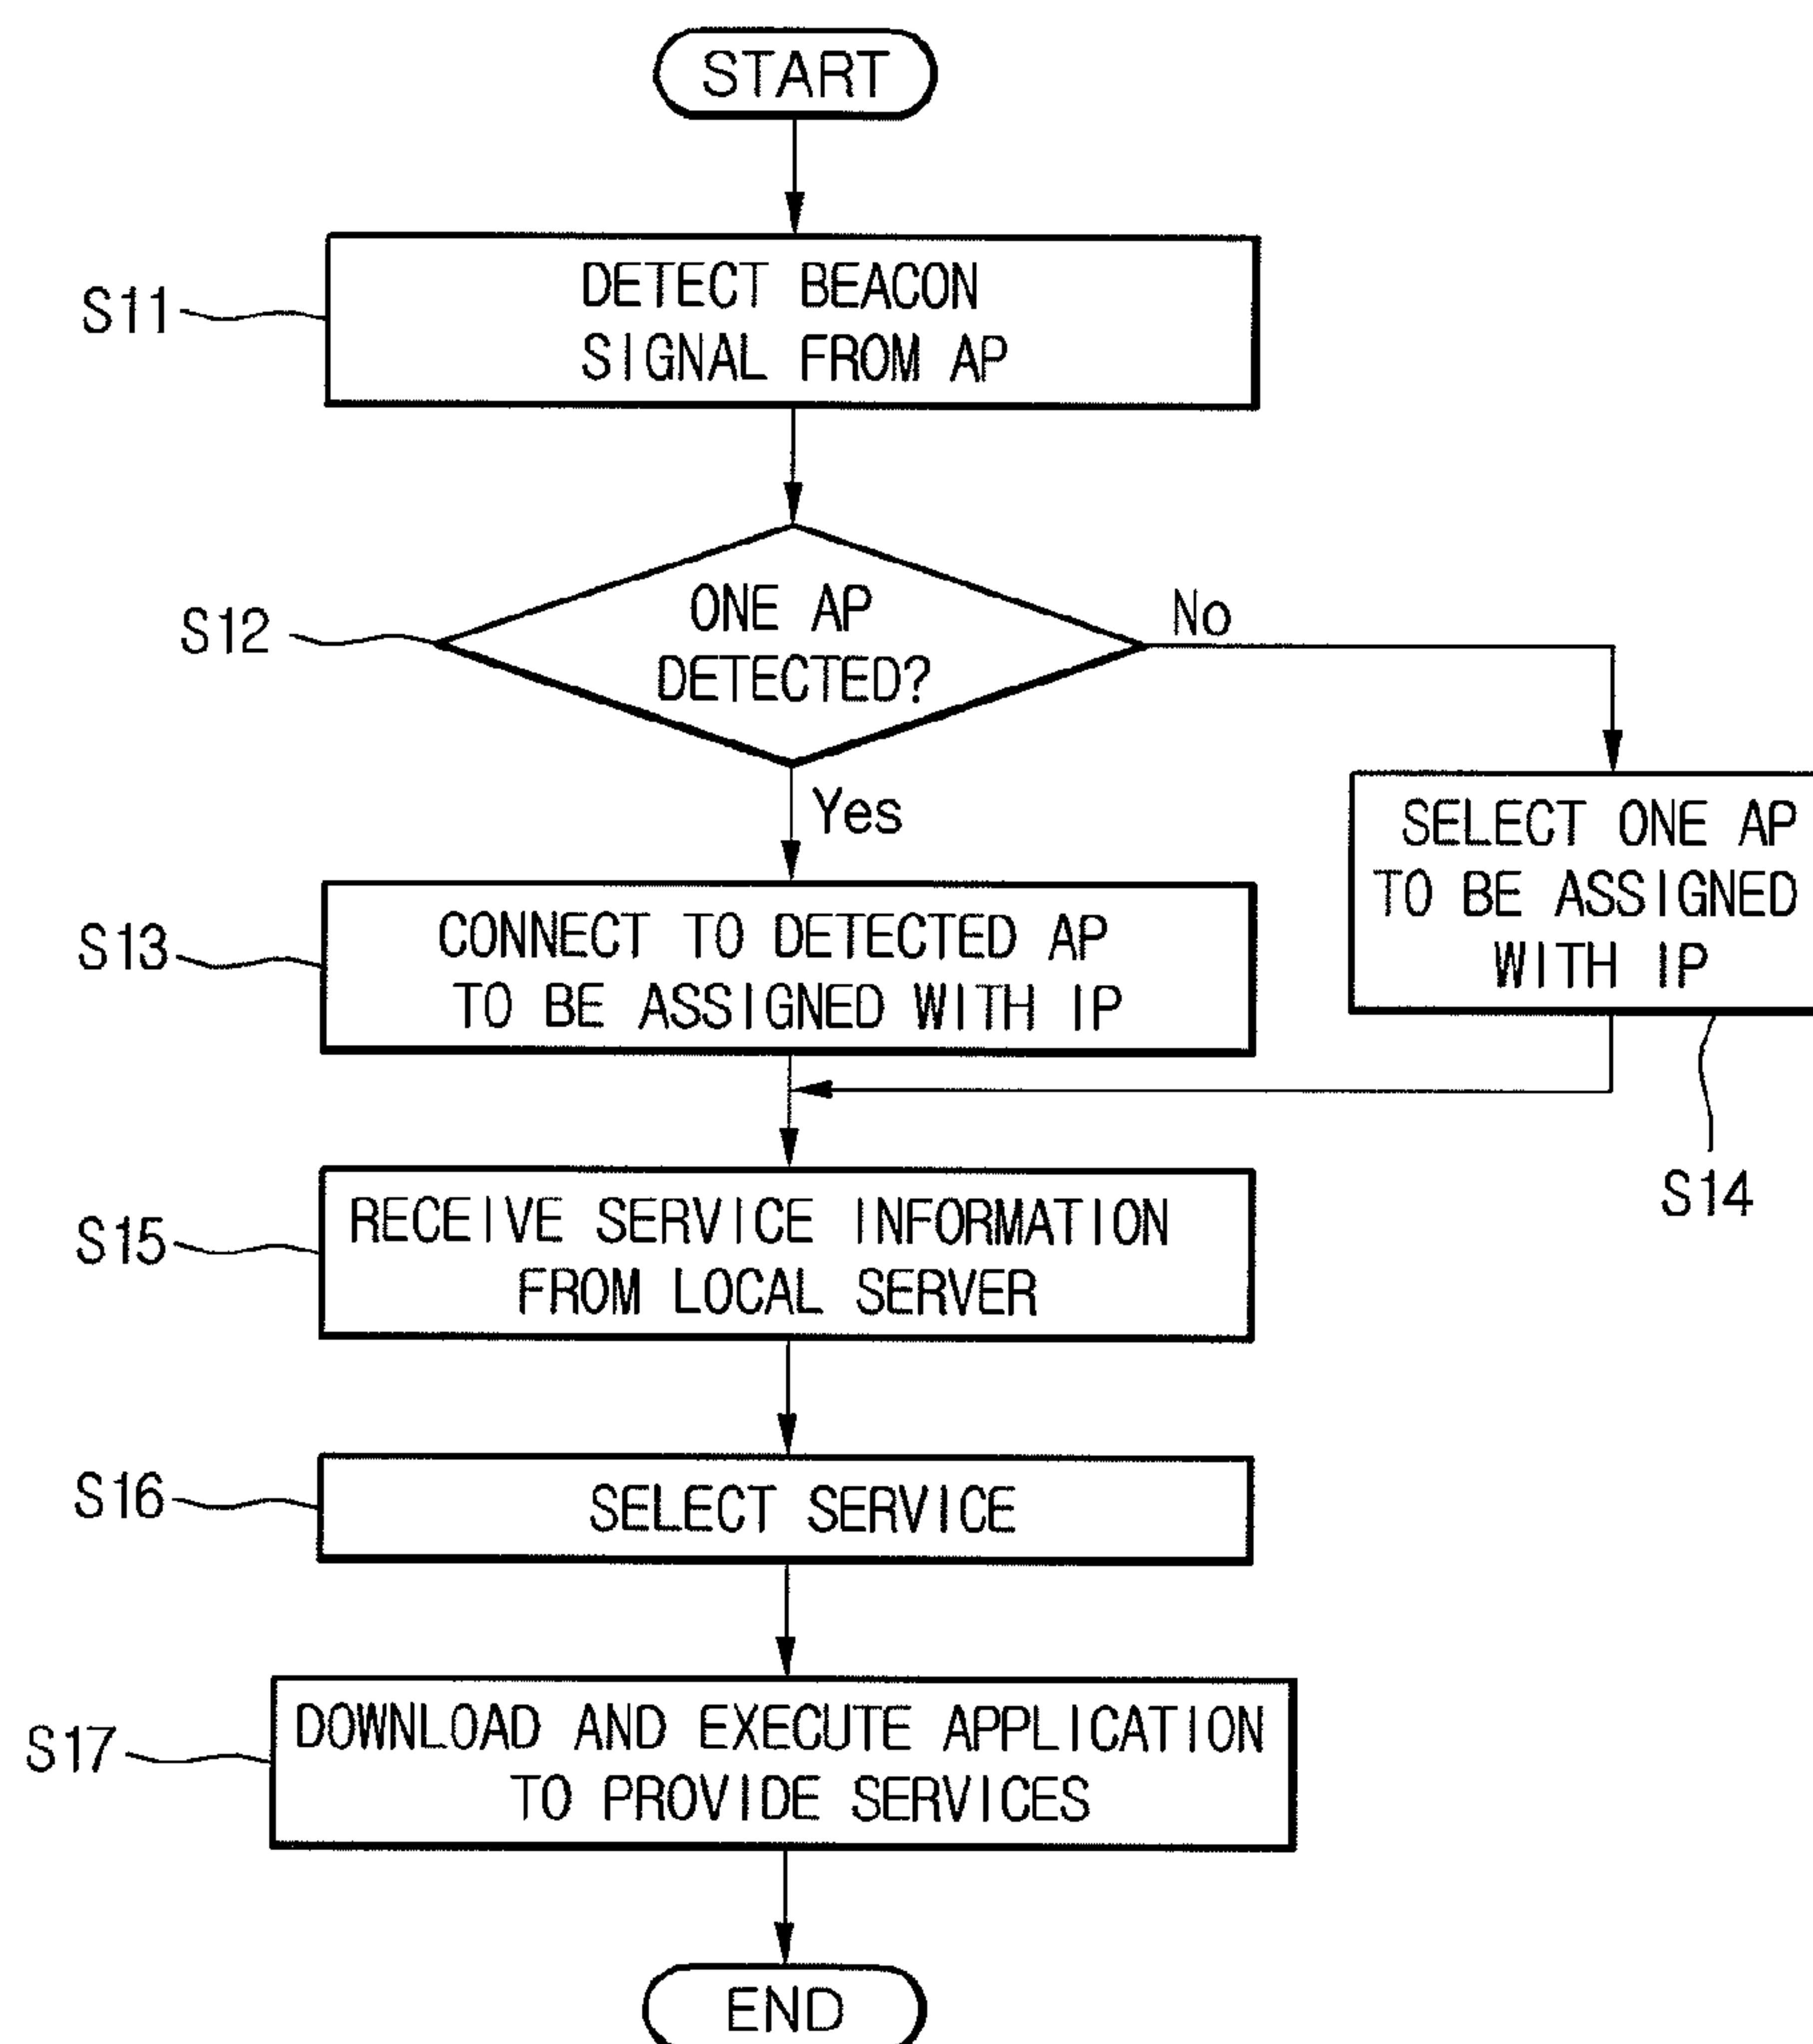 START
S11
DETECT BEACON
SIGNAL FROM AP
S12
ONE AP
DETECTED?
No
Yes
SELECT ONE AP
TO BE ASSIGNED
WITH IP
S13
CONNECT TO DETECTED AP
TO BE ASSIGNED WITH IP
S14
S15
RECEIVE SERVICE INFORMATION
FROM LOCAL SERVER
S16
SELECT SERVICE
S17
DOWNLOAD AND EXECUTE APPLICATION
TO PROVIDE SERVICES
END